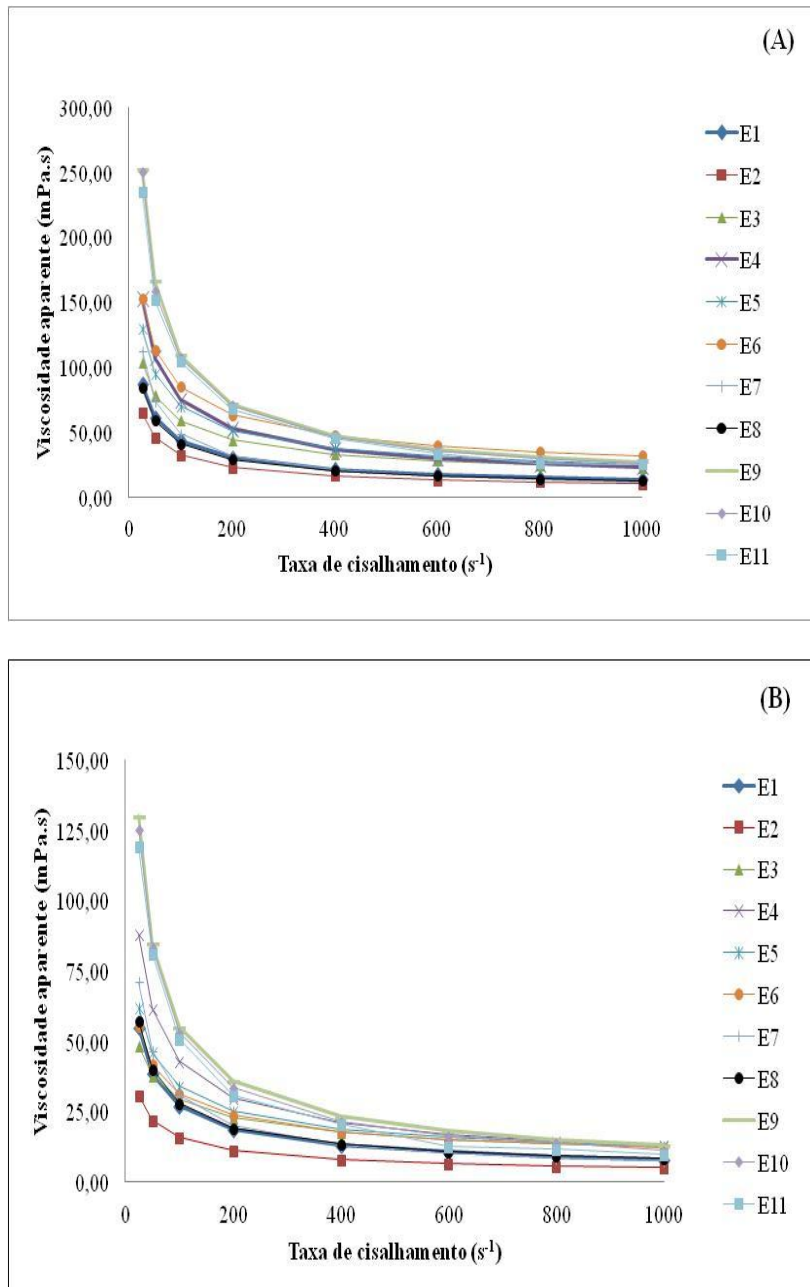 (A)
Viscosidade aparente (mPa.s)
300,00
250,00
200,00
150,00
100,00
50,00
0,00
0
200
400
600
800
1000
Taxa de cisalhamento (s-1)
E1
E2
E3
E4
E5
E6
E7
E8
E9
E10
E11
(B)
Viscosidade aparente (mPa.s)
150,00
125,00
100,00
75,00
50,00
25,00
0,00
0
200
400
600
800
1000
Taxa de cisalhamento (s-1)
E1
E2
E3
E4
E5
E6
E7
E8
E9
E10
E11